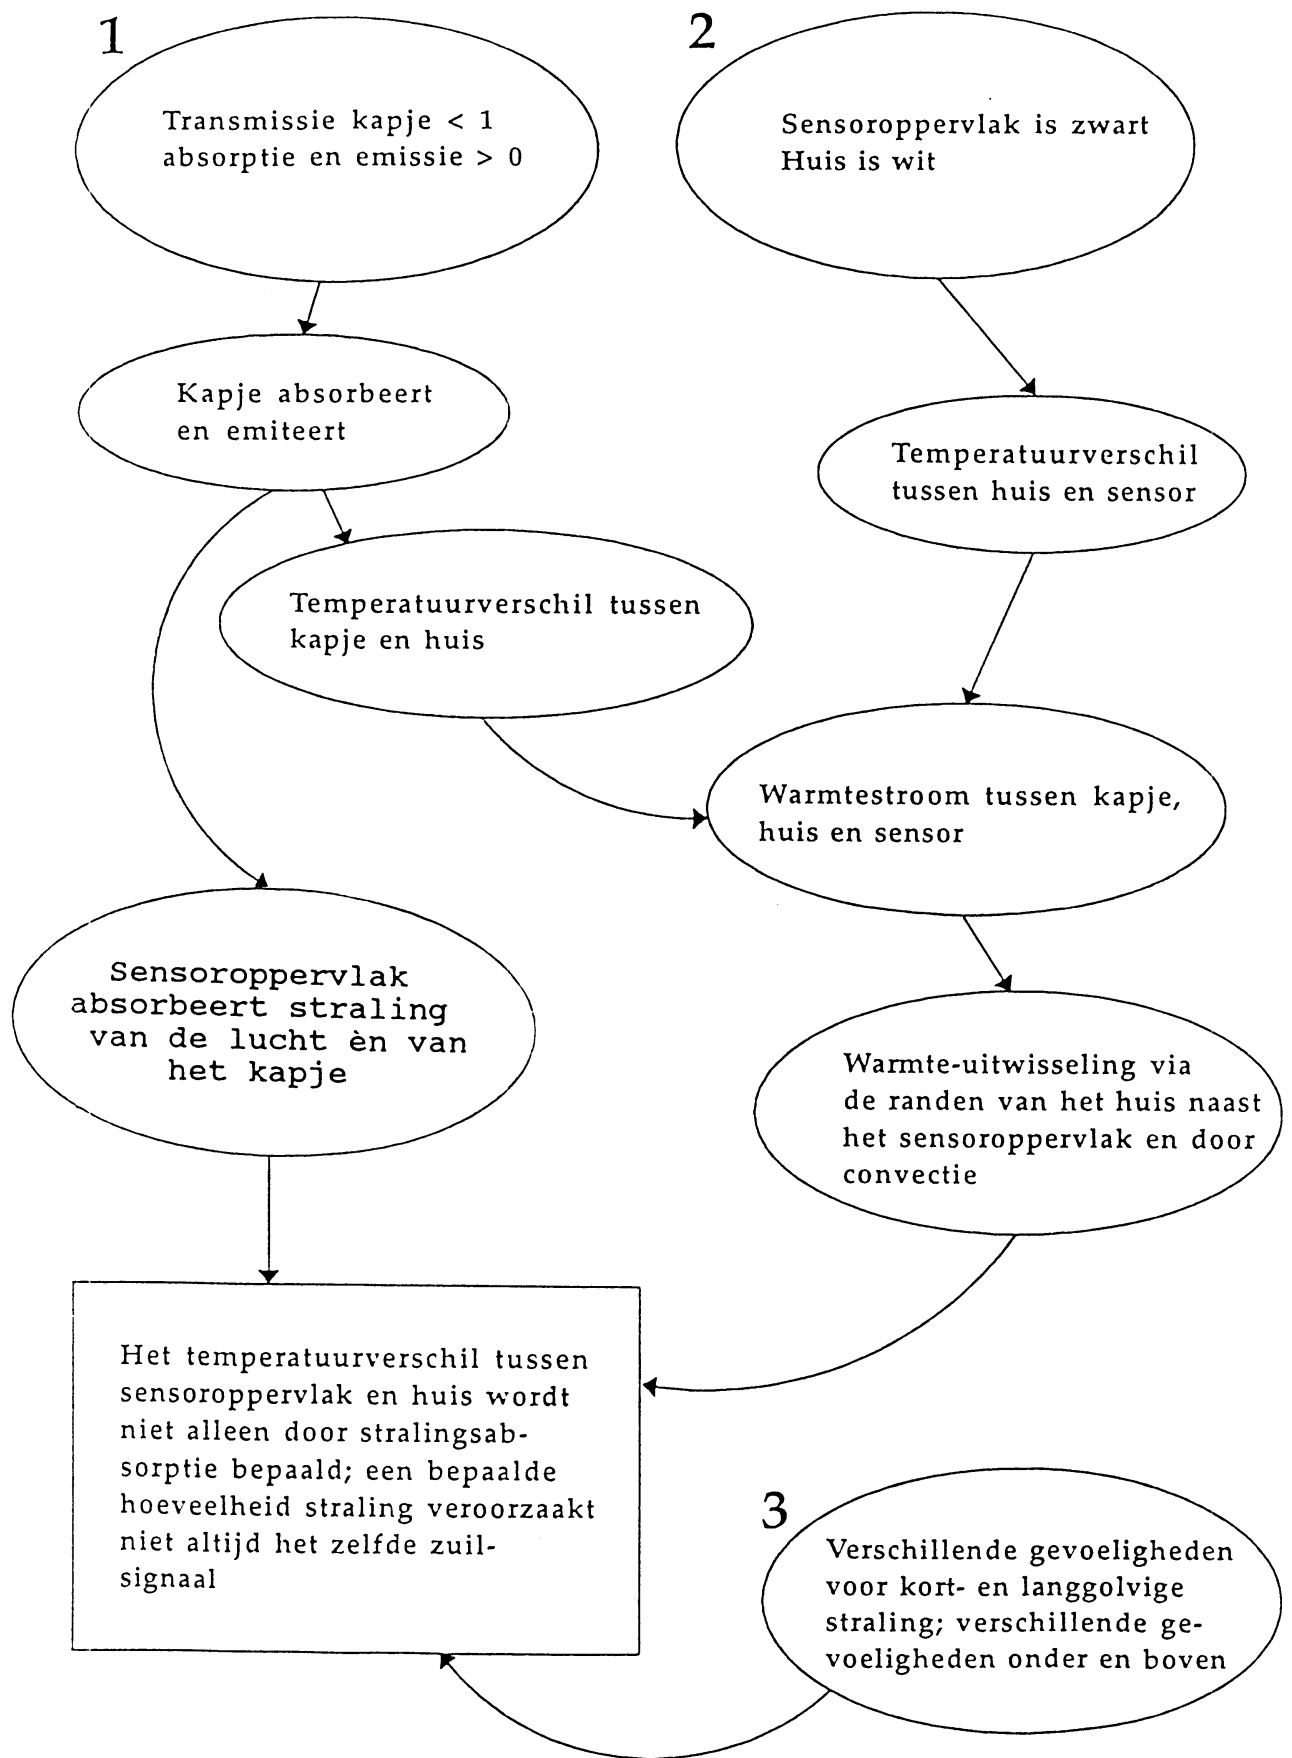 1
Transmissie kapje < 1
absorptie en emissie > 0
2
Sensoroppervlak is zwart
Huis is wit
Kapje absorbeert
en emiteert
Temperatuurverschil
tussen huis en sensor
Temperatuurverschil tussen
kapje en huis
Warmtestroom tussen kapje,
huis en sensor
Sensoroppervlak
absorbeert straling
van de lucht èn van
het kapje
Warmte-uitwisseling via
de randen van het huis naast
het sensoroppervlak en door
convectie
Het temperatuurverschil tussen
sensoroppervlak en huis wordt
niet alleen door stralingsab-
sorptie bepaald; een bepaalde
hoeveelheid straling veroorzaakt
niet altijd het zelfde zuil-
signaal
3
Verschillende gevoeligheden
voor kort- en langgolvige
straling; verschillende ge-
voeligheden onder en boven